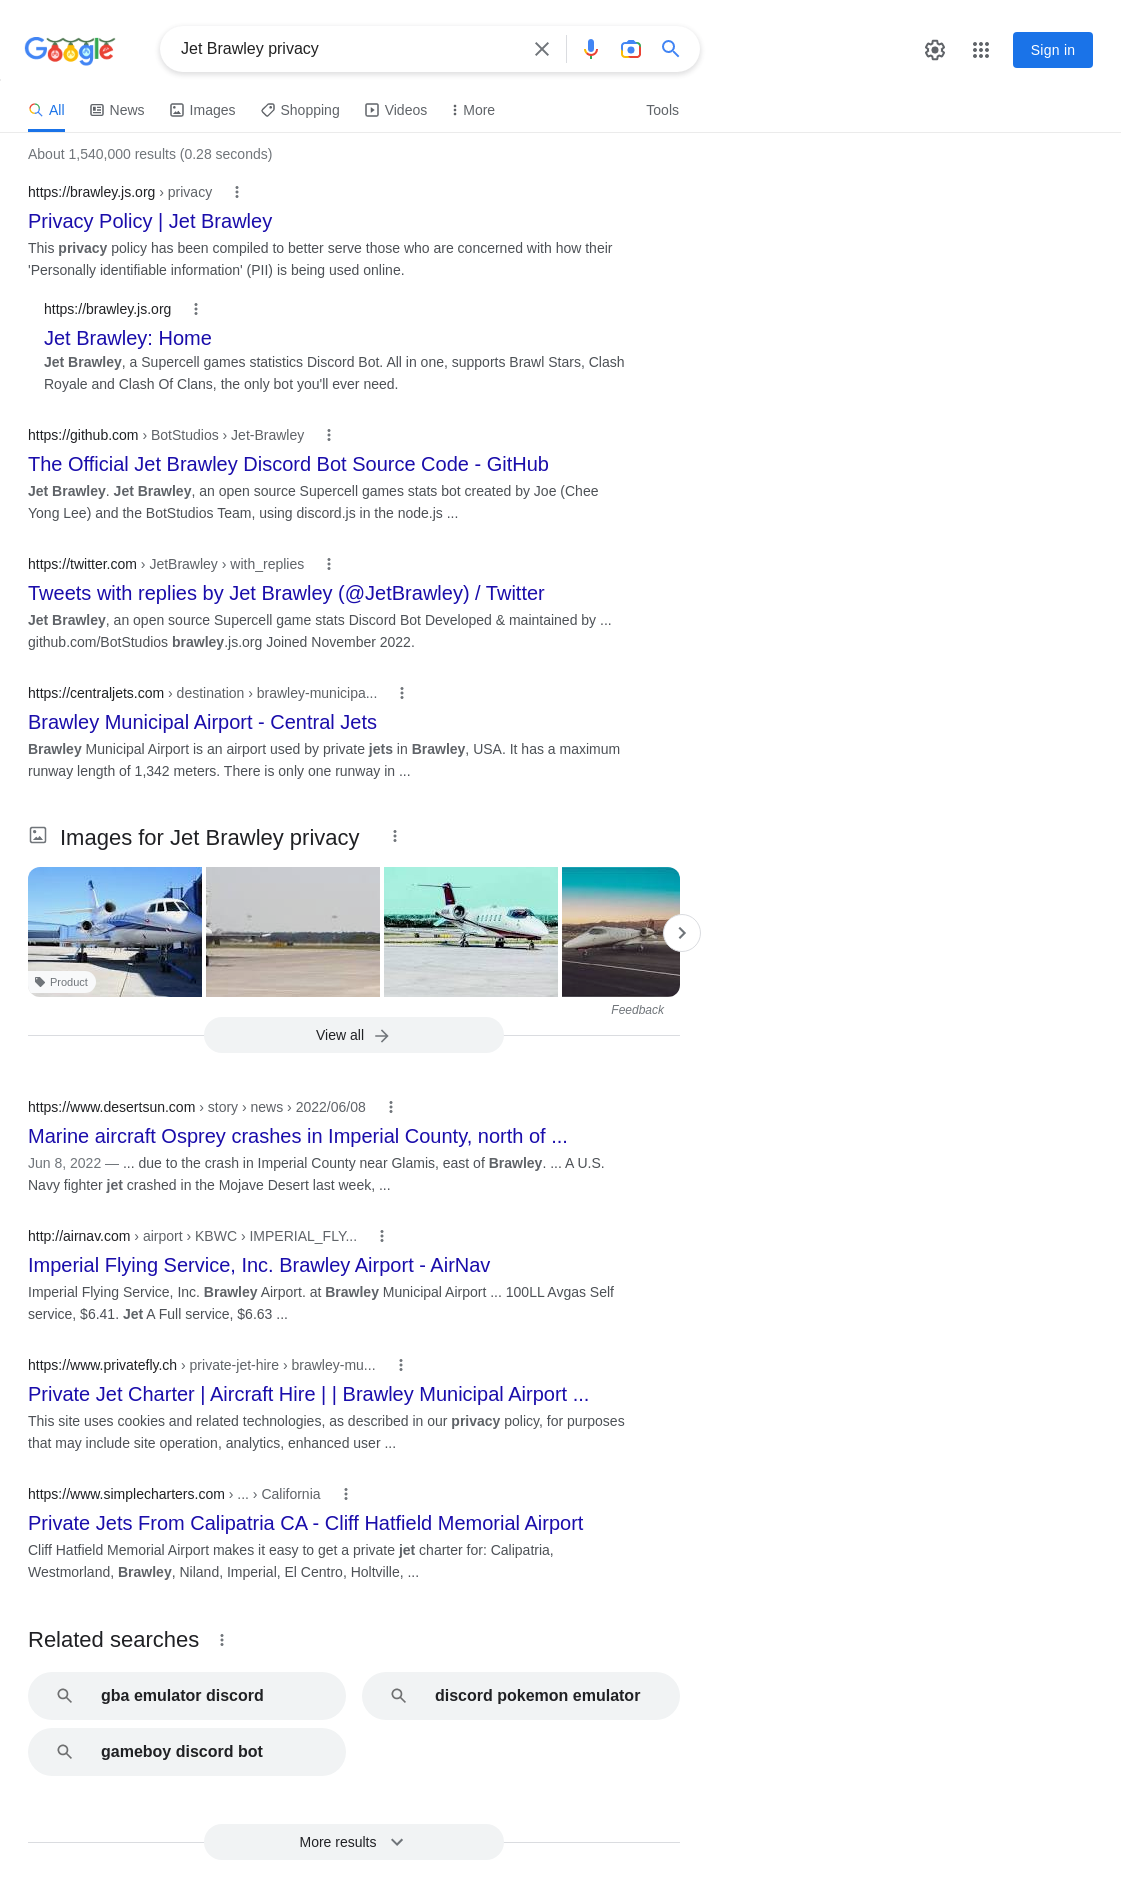 Google
Jet Brawley privacy
Sign in
All
News
Images
Shopping
Videos
More
Tools
About 1,540,000 results (0.28 seconds)
https://brawley.js.org › privacy
Privacy Policy | Jet Brawley
This privacy policy has been compiled to better serve those who are concerned with how their
'Personally identifiable information' (PII) is being used online.
https://brawley.js.org
Jet Brawley: Home
Jet Brawley, a Supercell games statistics Discord Bot. All in one, supports Brawl Stars, Clash
Royale and Clash Of Clans, the only bot you'll ever need.
https://github.com › BotStudios › Jet-Brawley
The Official Jet Brawley Discord Bot Source Code - GitHub
Jet Brawley. Jet Brawley, an open source Supercell games stats bot created by Joe (Chee
Yong Lee) and the BotStudios Team, using discord.js in the node.js ...
https://twitter.com › JetBrawley › with_replies
Tweets with replies by Jet Brawley (@JetBrawley) / Twitter
Jet Brawley, an open source Supercell game stats Discord Bot Developed & maintained by ...
github.com/BotStudios brawley.js.org Joined November 2022.
https://centraljets.com › destination › brawley-municipa...
Brawley Municipal Airport - Central Jets
Brawley Municipal Airport is an airport used by private jets in Brawley, USA. It has a maximum
runway length of 1,342 meters. There is only one runway in ...
Images for Jet Brawley privacy
Product
Feedback
View all
https://www.desertsun.com › story › news › 2022/06/08
Marine aircraft Osprey crashes in Imperial County, north of ...
Jun 8, 2022 — ... due to the crash in Imperial County near Glamis, east of Brawley. ... A U.S.
Navy fighter jet crashed in the Mojave Desert last week, ...
http://airnav.com › airport › KBWC › IMPERIAL_FLY...
Imperial Flying Service, Inc. Brawley Airport - AirNav
Imperial Flying Service, Inc. Brawley Airport. at Brawley Municipal Airport ... 100LL Avgas Self
service, $6.41. Jet A Full service, $6.63 ...
https://www.privatefly.ch › private-jet-hire › brawley-mu...
Private Jet Charter | Aircraft Hire | | Brawley Municipal Airport ...
This site uses cookies and related technologies, as described in our privacy policy, for purposes
that may include site operation, analytics, enhanced user ...
https://www.simplecharters.com › ... › California
Private Jets From Calipatria CA - Cliff Hatfield Memorial Airport
Cliff Hatfield Memorial Airport makes it easy to get a private jet charter for: Calipatria,
Westmorland, Brawley, Niland, Imperial, El Centro, Holtville, ...
Related searches
gba emulator discord
discord pokemon emulator
gameboy discord bot
More results